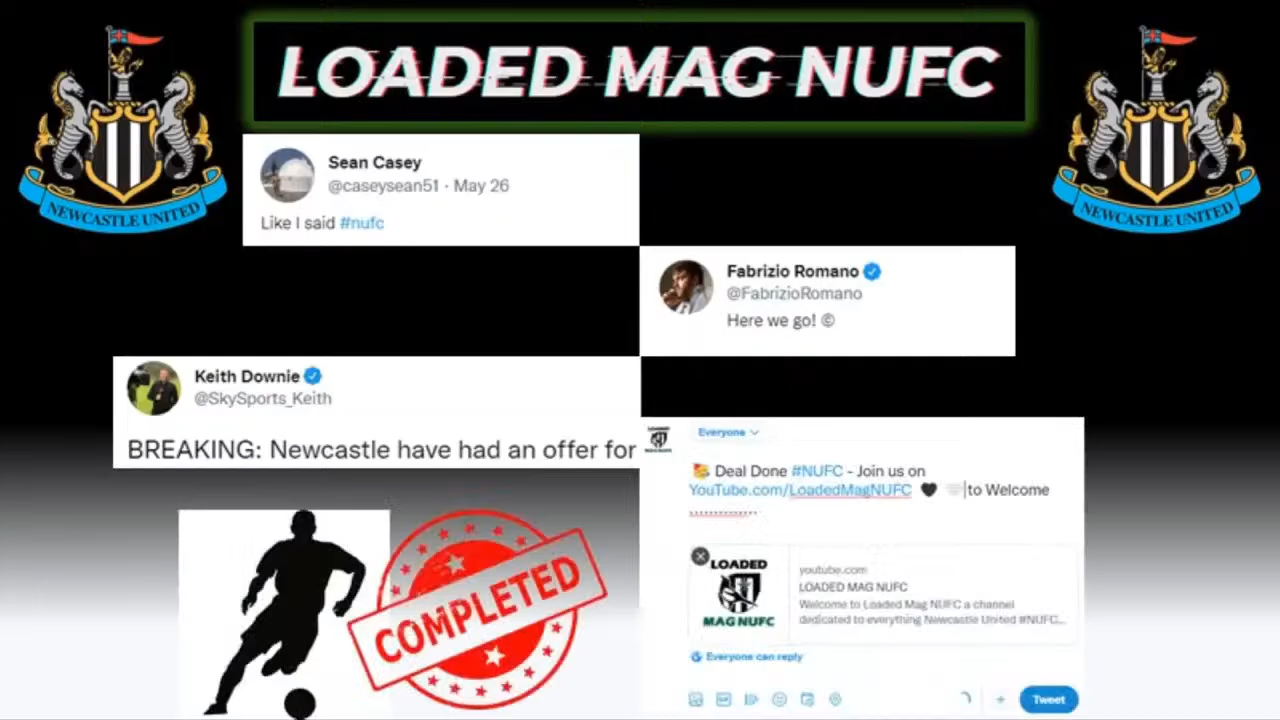 LOADED MAG NUFC
NEWCASTLE UNITED
NEWCASTLE UNITED
Sean Casey
@caseysean51 · May 26
Like I said #nufc
Fabrizio Romano
@FabrizioRomano
Here we go! ©
Keith Downie
@SkySports_Keith
BREAKING: Newcastle have had an offer for
Everyone
Deal Done #NUFC - Join us on
YouTube.com/LoadedMagNUFC to Welcome
..............
LOADED
MAG NUFC
youtube.com
LOADED MAG NUFC
Welcome to Loaded Mag NUFC a channel
dedicated to everything Newcastle United #NUFC...
Everyone can reply
Tweet
COMPLETED